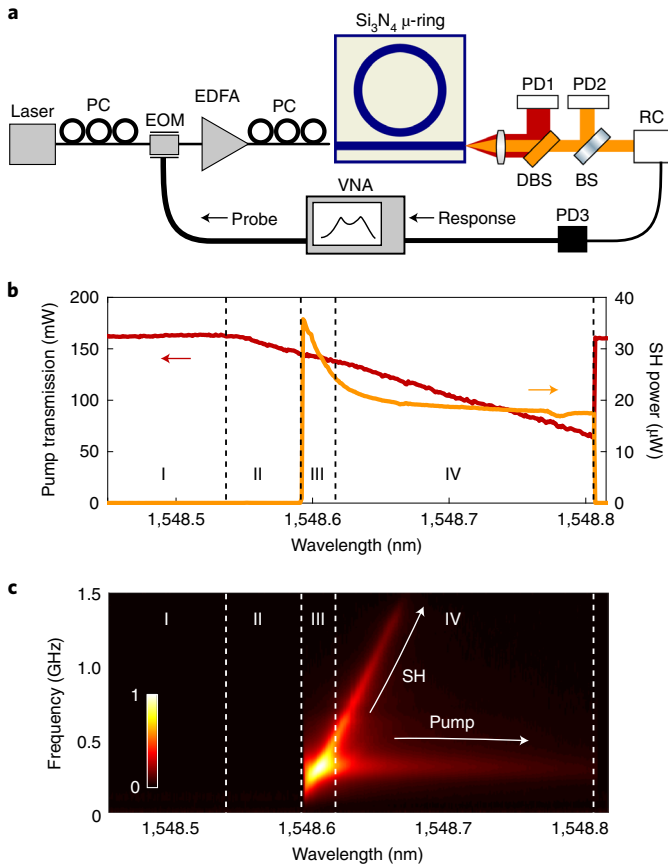 a
Si₃N₄ μ-ring
PD1 PD2
Laser PC EOM EDFA PC RC
DBS BS
VNA
Probe Response PD3
b
200 40
150 30
100 20
50 10
0 0
Pump transmission (mW)
SH power (μW)
I II III IV
1,548.5 1,548.6 1,548.7 1,548.8
Wavelength (nm)
c
1.5
1.0
0.5
0
Frequency (GHz)
I II III IV
1
0
SH
Pump
1,548.5 1,548.6 1,548.7 1,548.8
Wavelength (nm)